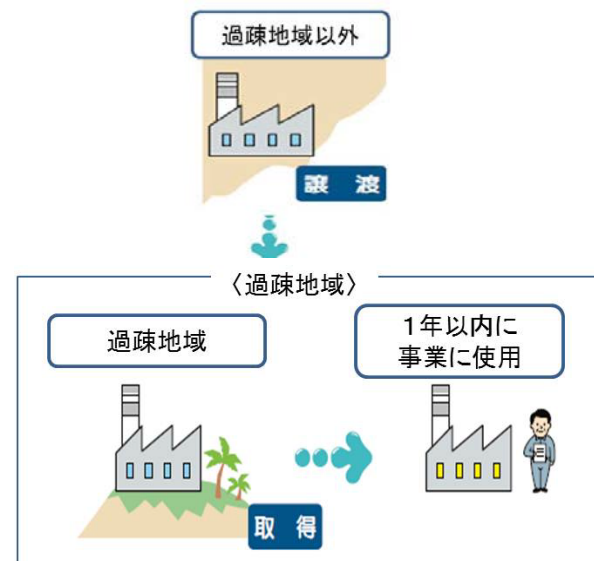 過疎地域以外
譲 渡
〈過疎地域〉
過疎地域
1年以内に
事業に使用
取 得